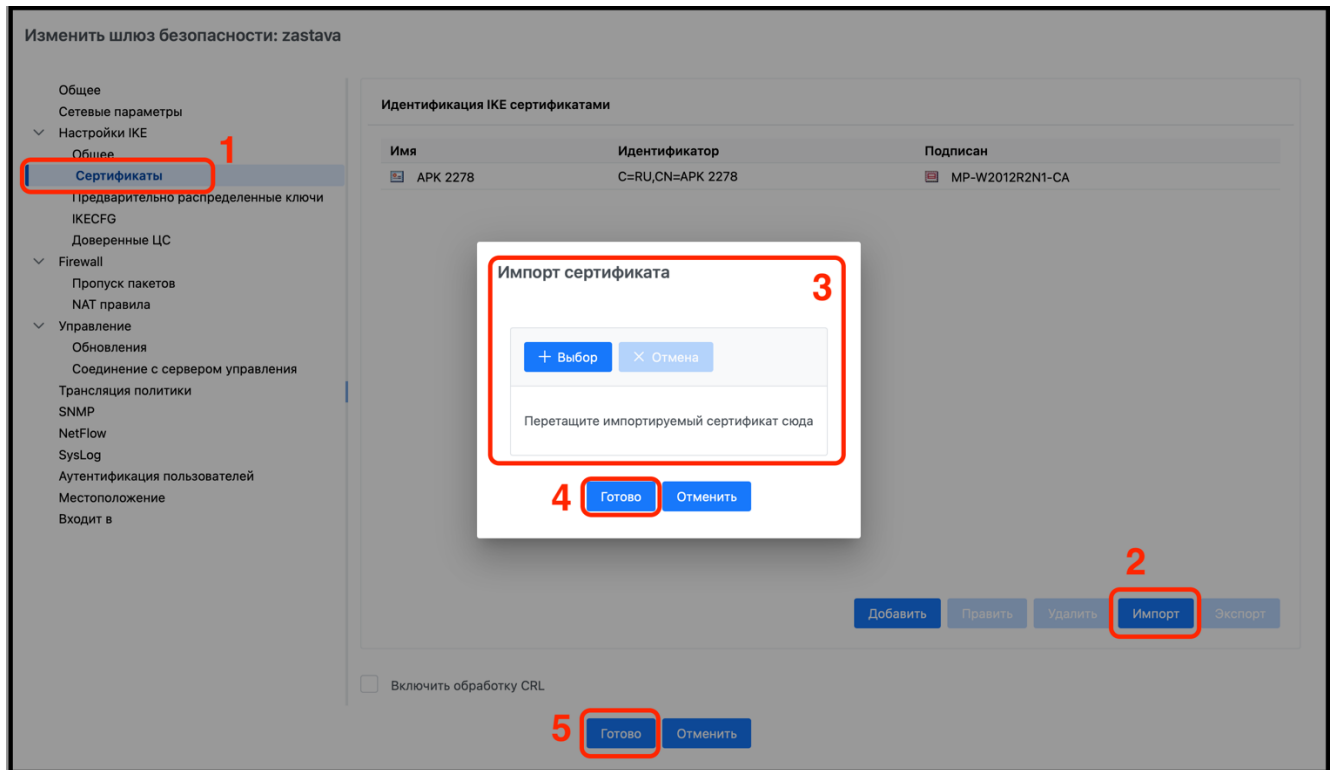 Изменить шлюз безопасности: zastava
Общее
Сетевые параметры
Настройки IKE
Общее
1
Сертификаты
Предварительно распределенные ключи
IKECFG
Доверенные ЦС
Firewall
Пропуск пакетов
NAT правила
Управление
Обновления
Соединение с сервером управления
Трансляция политики
SNMP
NetFlow
SysLog
Аутентификация пользователей
Местоположение
Входит в
Идентификация IKE сертификатами
Имя Идентификатор Подписан
APK 2278 C=RU,CN=APK 2278 MP-W2012R2N1-CA
Импорт сертификата
3
+ Выбор × Отмена
Перетащите импортируемый сертификат сюда
4 Готово Отменить
2
Добавить Править Удалить Импорт Экспорт
Включить обработку CRL
5 Готово Отменить